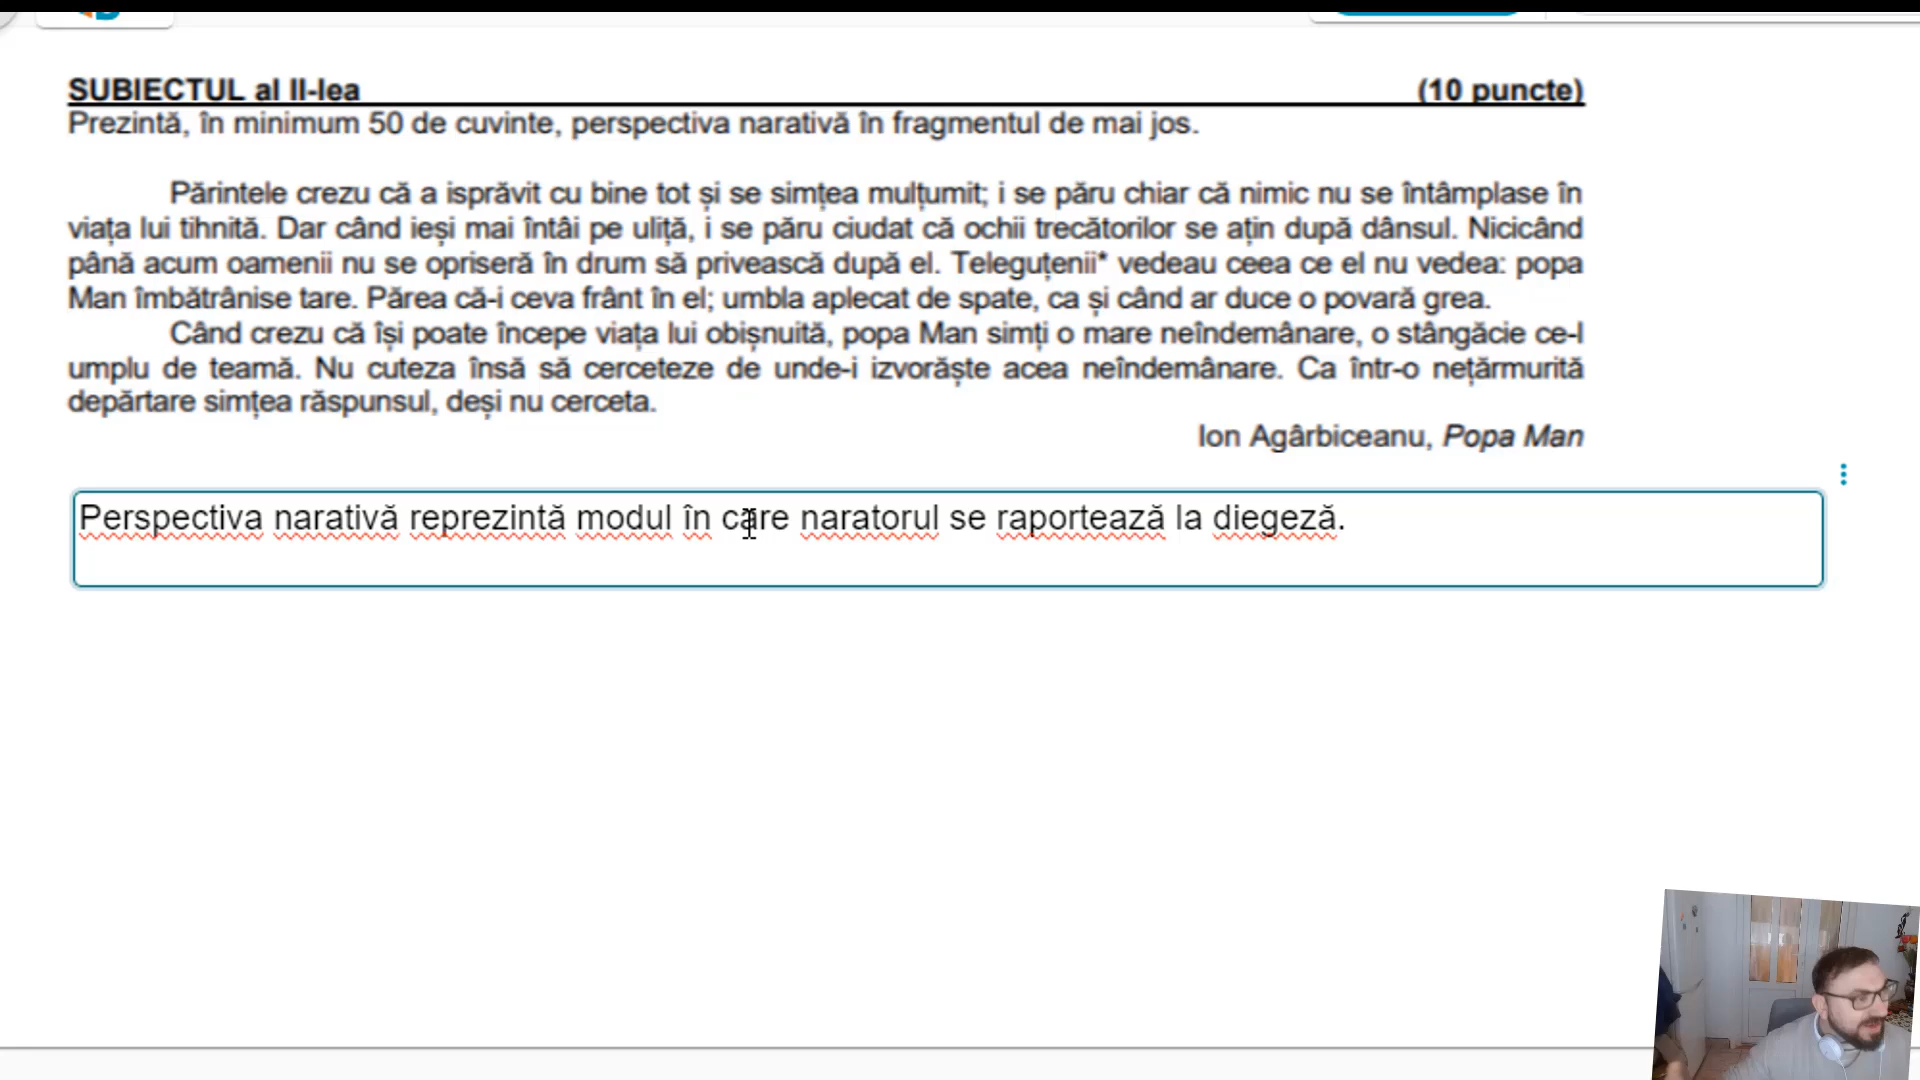 SUBIECTUL al II-lea (10 puncte)
Prezintă, în minimum 50 de cuvinte, perspectiva narativă în fragmentul de mai jos.
Părintele crezu că a isprăvit cu bine tot și se simțea mulțumit; i se păru chiar că nimic nu se întâmplase în
viața lui tihnită. Dar când ieși mai întâi pe uliță, i se păru ciudat că ochii trecătorilor se ațin după dânsul. Nicicând
până acum oamenii nu se opriseră în drum să privească după el. Teleguțenii* vedeau ceea ce el nu vedea: popa
Man îmbătrânise tare. Părea că-i ceva frânt în el; umbla aplecat de spate, ca și când ar duce o povară grea.
Când crezu că își poate începe viața lui obișnuită, popa Man simți o mare neîndemânare, o stângăcie ce-l
umplu de teamă. Nu cuteza însă să cerceteze de unde-i izvorăște acea neîndemânare. Ca într-o nețărmurită
depărtare simțea răspunsul, deși nu cerceta.
Ion Agârbiceanu, Popa Man
Perspectiva narativă reprezintă modul în care naratorul se raportează la diegeză.